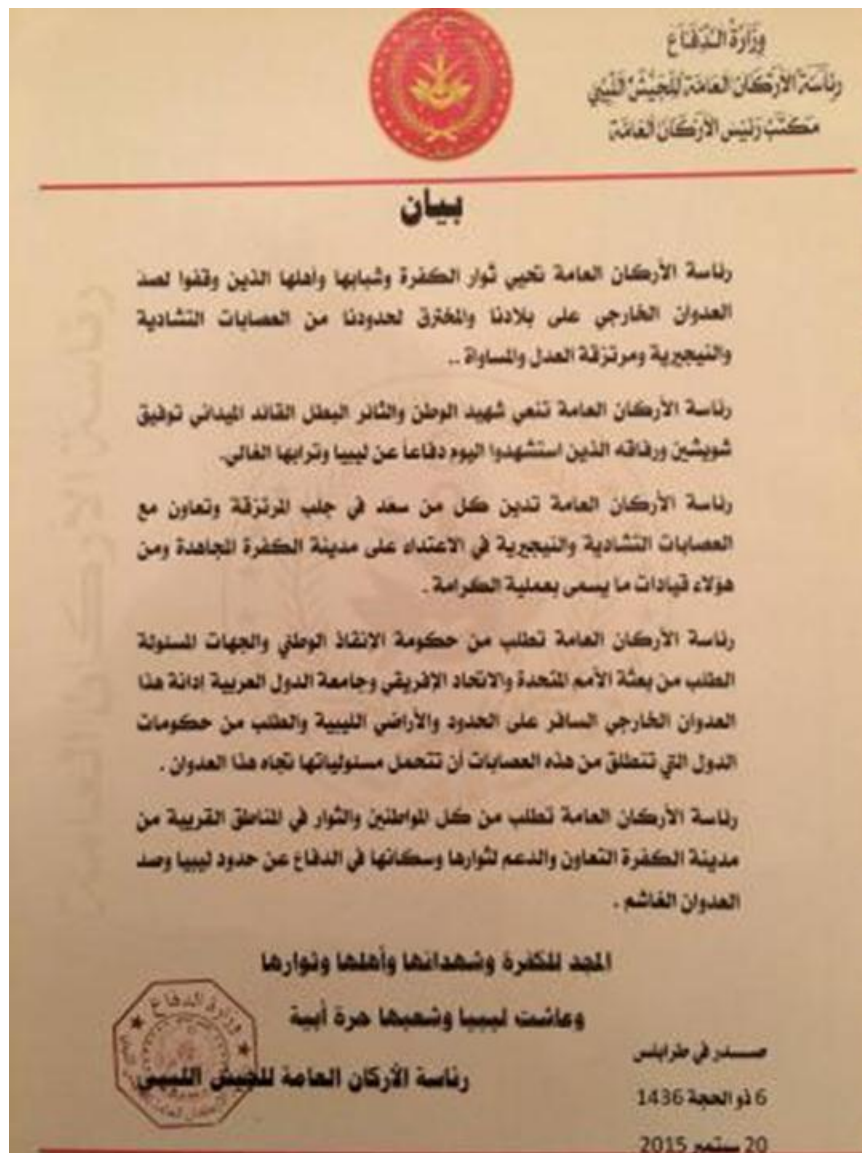 وزارة الدفاع
رئاسة الأركان العامة للجيش الليبي
مكتب رئيس الأركان العامة
بيان
رئاسة الأركان العامة تحيي ثوار الكفرة وشبابها وأهلها الذين وقفوا لصد
العدوان الخارجي على بلادنا والمخترق لحدودنا من العصابات التشادية
والنيجيرية ومرتزقة العدل والمساواة ..
رئاسة الأركان العامة تنعي شهيد الوطن والثائر البطل القائد الميداني توفيق
شويشين ورفاقه الذين استشهدوا اليوم دفاعاً عن ليبيا وترابها الغالي.
رئاسة الأركان العامة تدين كل من سعد في جلب المرتزقة وتعاون مع
العصابات التشادية والنيجيرية في الاعتداء على مدينة الكفرة المجاهدة ومن
هؤلاء قيادات ما يسمى بعملية الكرامة .
رئاسة الأركان العامة تطلب من حكومة الإنقاذ الوطني والجهات المسئولة
الطلب من بعثة الأمم المتحدة والاتحاد الإفريقي وجامعة الدول العربية إدانة هذا
العدوان الخارجي السافر على الحدود والأراضي الليبية والطلب من حكومات
الدول التي تنطلق من هذه العصابات أن تتحمل مسئولياتها تجاه هذا العدوان .
رئاسة الأركان العامة تطلب من كل المواطنين والثوار في المناطق القريبة من
مدينة الكفرة التعاون والدعم لثوارها وسكانها في الدفاع عن حدود ليبيا وصد
العدوان الغاشم .
المجد للكفرة وشهدائها وأهلها وثوارها
وعاشت ليبيا وشعبها حرة أبية
رئاسة الأركان العامة للجيش الليبي
صدر في طرابلس
6 ذو الحجة 1436
20 سبتمبر 2015
وزارة الدفاع
رئاسة الأركان العامة